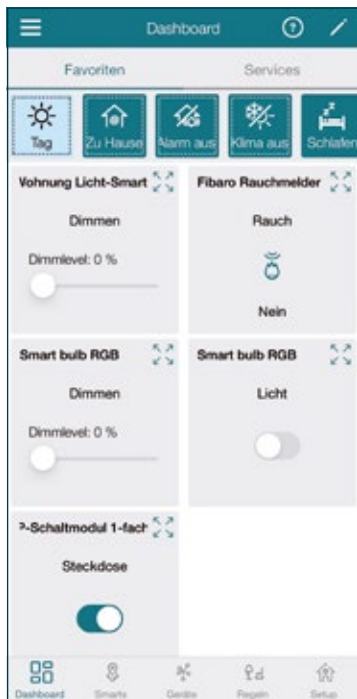 Dashboard
Favoriten Services
Tag Zu Hause Alarm aus Klima aus Schlafen
Wohnung Licht-Smart Fibaro Rauchmelder
Dimmen Rauch
Dimmlevel: 0 %
Nein
Smart bulb RGB Smart bulb RGB
Dimmen Licht
Dimmlevel: 0 %
P-Schaltmodul 1-fach
Steckdose
Dashboard Smarts Geräte Regeln Setup